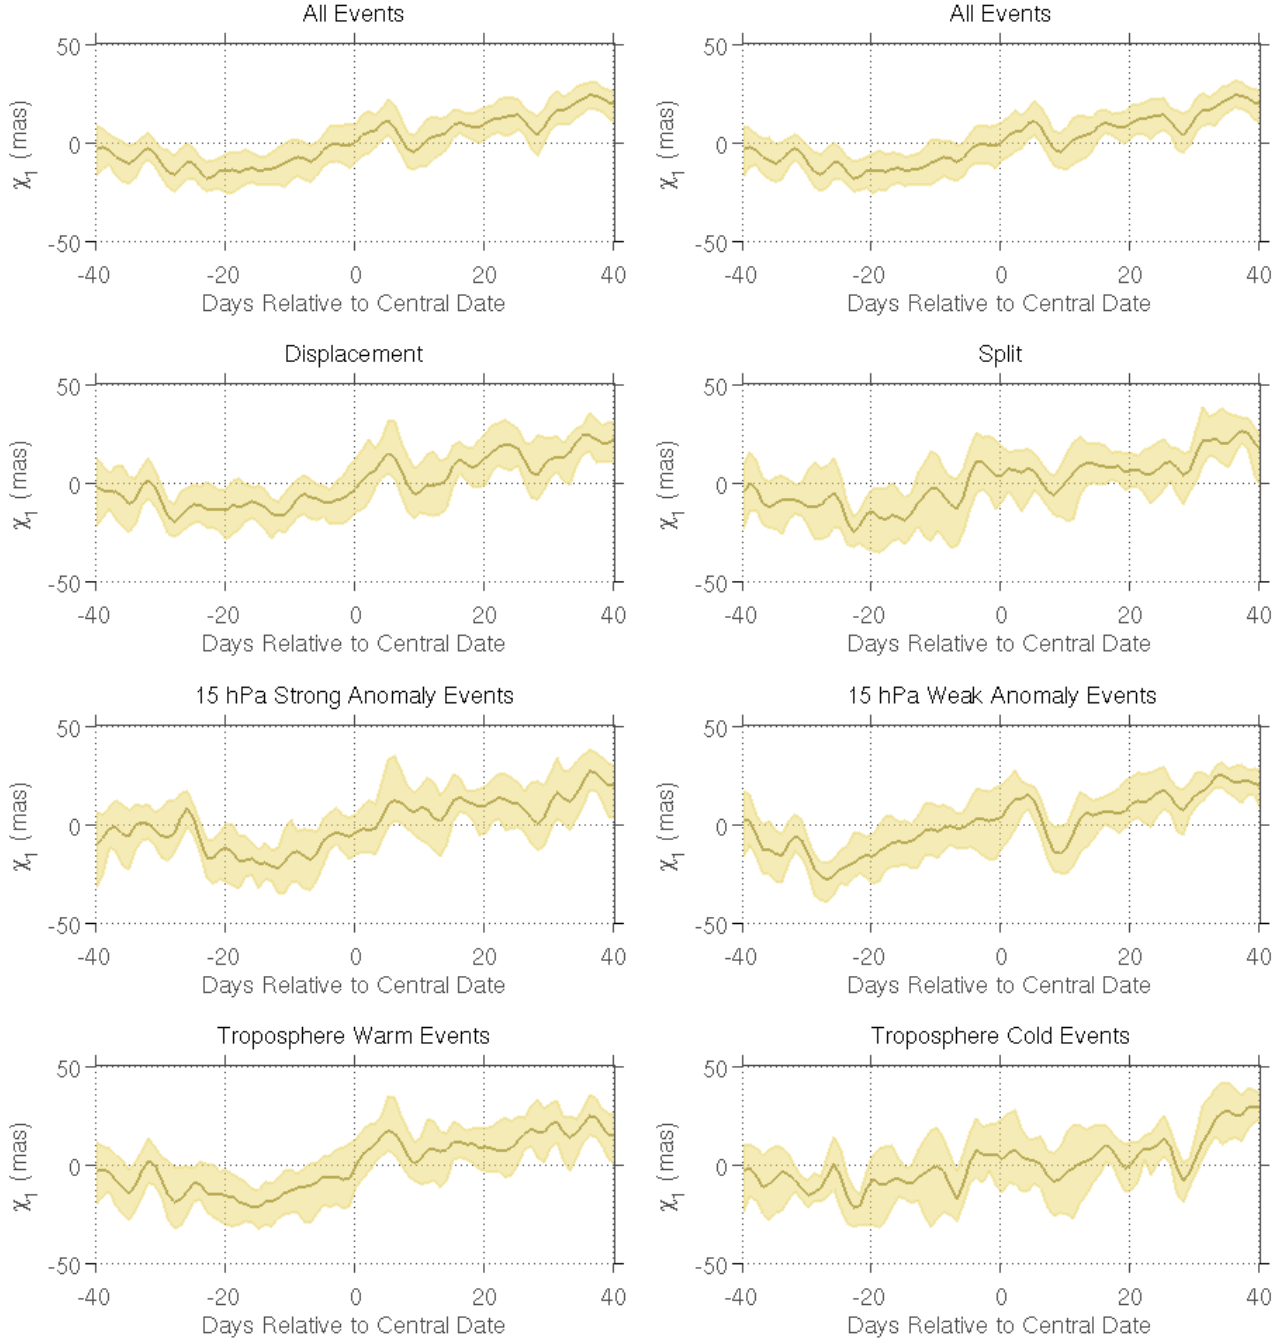 All Events
All Events
50
0
-50
χ1 (mas)
-40 -20 0 20 40
Days Relative to Central Date
50
0
-50
χ1 (mas)
-40 -20 0 20 40
Days Relative to Central Date
Displacement
Split
50
0
-50
χ1 (mas)
-40 -20 0 20 40
Days Relative to Central Date
50
0
-50
χ1 (mas)
-40 -20 0 20 40
Days Relative to Central Date
15 hPa Strong Anomaly Events
15 hPa Weak Anomaly Events
50
0
-50
χ1 (mas)
-40 -20 0 20 40
Days Relative to Central Date
50
0
-50
χ1 (mas)
-40 -20 0 20 40
Days Relative to Central Date
Troposphere Warm Events
Troposphere Cold Events
50
0
-50
χ1 (mas)
-40 -20 0 20 40
Days Relative to Central Date
50
0
-50
χ1 (mas)
-40 -20 0 20 40
Days Relative to Central Date